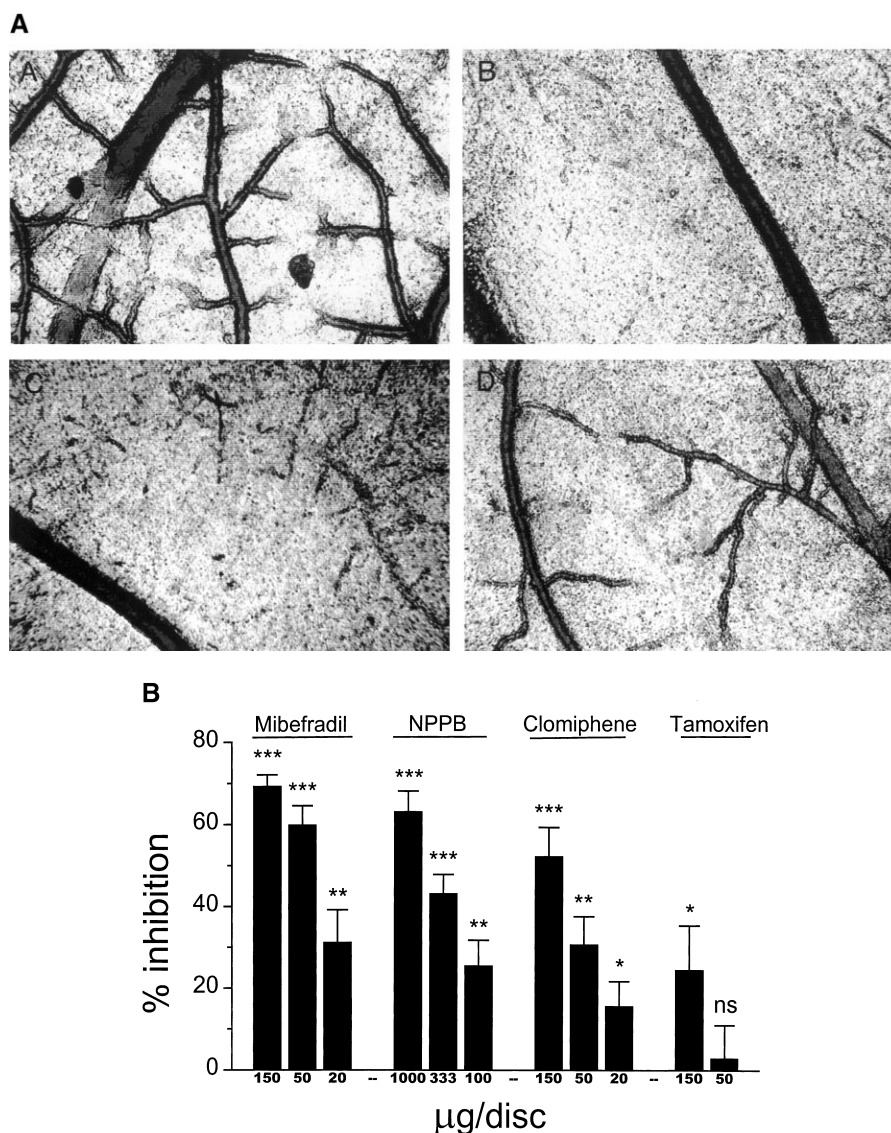 A
A B
C D
B
Mibefradil NPPB Clomiphene Tamoxifen
80
60
40
20
0
% inhibition
*** *** ** *** *** ** *** ** * * ns
150 50 20 -- 1000 333 100 -- 150 50 20 -- 150 50
µg/disc